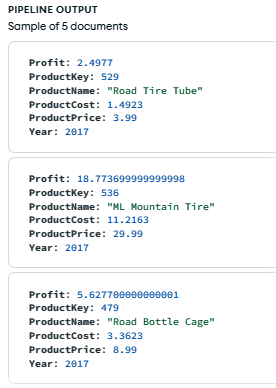 PIPELINE OUTPUT
Sample of 5 documents
Profit: 2.4977
ProductKey: 529
ProductName: "Road Tire Tube"
ProductCost: 1.4923
ProductPrice: 3.99
Year: 2017
Profit: 18.773699999999998
ProductKey: 536
ProductName: "ML Mountain Tire"
ProductCost: 11.2163
ProductPrice: 29.99
Year: 2017
Profit: 5.627700000000001
ProductKey: 479
ProductName: "Road Bottle Cage"
ProductCost: 3.3623
ProductPrice: 8.99
Year: 2017